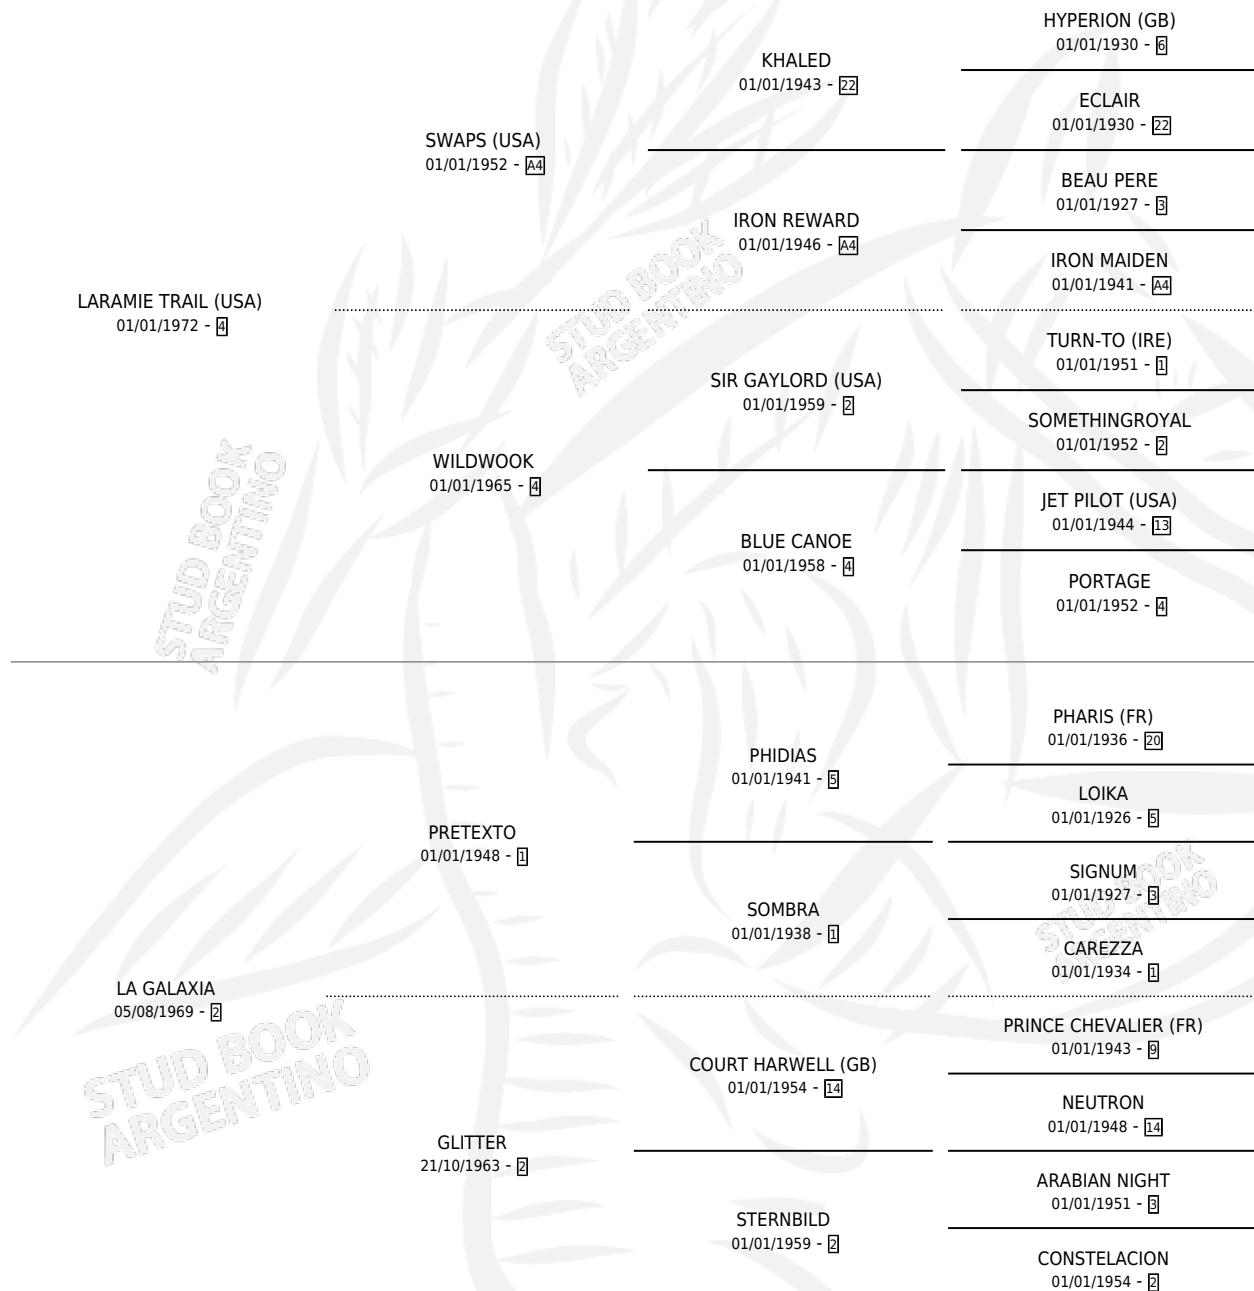 HYPERION (GB)
01/01/1930 - 6
KHALED
01/01/1943 - 22
ECLAIR
01/01/1930 - 22
SWAPS (USA)
01/01/1952 - A4
BEAU PERE
01/01/1927 - 3
IRON REWARD
01/01/1946 - A4
IRON MAIDEN
01/01/1941 - A4
LARAMIE TRAIL (USA)
01/01/1972 - 4
TURN-TO (IRE)
01/01/1951 - 1
SIR GAYLORD (USA)
01/01/1959 - 2
SOMETHINGROYAL
01/01/1952 - 2
WILDWOOK
01/01/1965 - 4
JET PILOT (USA)
01/01/1944 - 13
BLUE CANOE
01/01/1958 - 4
PORTAGE
01/01/1952 - 4
STUD BOOK
ARGENTINO
STUD BOOK
ARGENTINO
PHARIS (FR)
01/01/1936 - 20
PHIDIAS
01/01/1941 - 5
LOIKA
01/01/1926 - 5
PRETEXTO
01/01/1948 - 1
SIGNUM
01/01/1927 - 3
SOMBRA
01/01/1938 - 1
CAREZZA
01/01/1934 - 1
STUD BOOK
ARGENTINO
LA GALAXIA
05/08/1969 - 2
PRINCE CHEVALIER (FR)
01/01/1943 - 9
COURT HARWELL (GB)
01/01/1954 - 14
NEUTRON
01/01/1948 - 14
GLITTER
21/10/1963 - 2
ARABIAN NIGHT
01/01/1951 - 3
STERNBILD
01/01/1959 - 2
CONSTELACION
01/01/1954 - 2
STUD BOOK
ARGENTINO